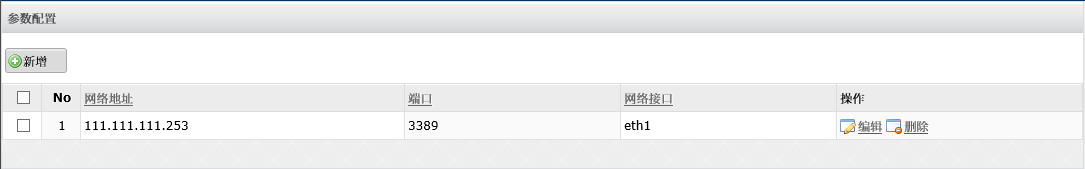 参数配置
新增
No 网络地址 端口 网络接口 操作
1 111.111.111.253 3389 eth1 编辑 删除